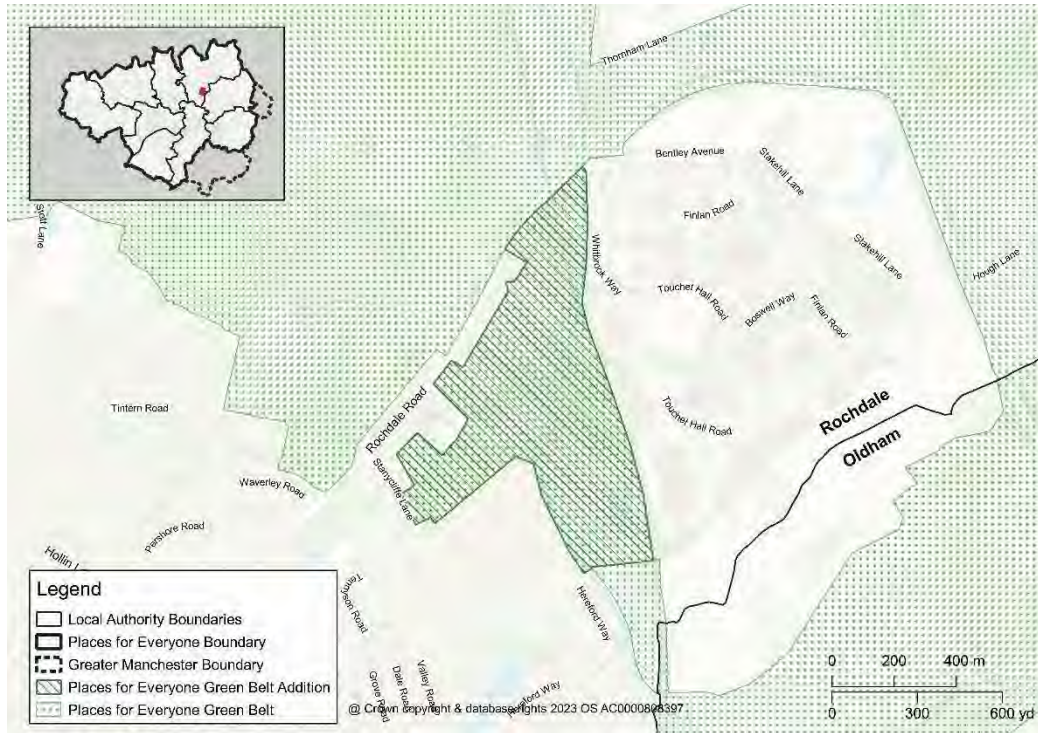 Thornham Lane
Bentley Avenue
Stakehill Lane
Finlan Road
Whitbrook Way
Stakehill Lane
Hough Lane
Touchet Hall Road
Boswell Way
Finlan Road
Rochdale Road
Tintern Road
Touchet Hall Road
Rochdale
Oldham
Stanycliffe Lane
Waverley Road
Pershore Road
Hollin
Tennyson Road
Hereford Way
Grove Road
Dale Road
Valley Road
Hereford Way
Legend
Local Authority Boundaries
Places for Everyone Boundary
Greater Manchester Boundary
Places for Everyone Green Belt Addition
Places for Everyone Green Belt
0 200 400 m
0 300 600 yd
@ Crown copyright & database rights 2023 OS